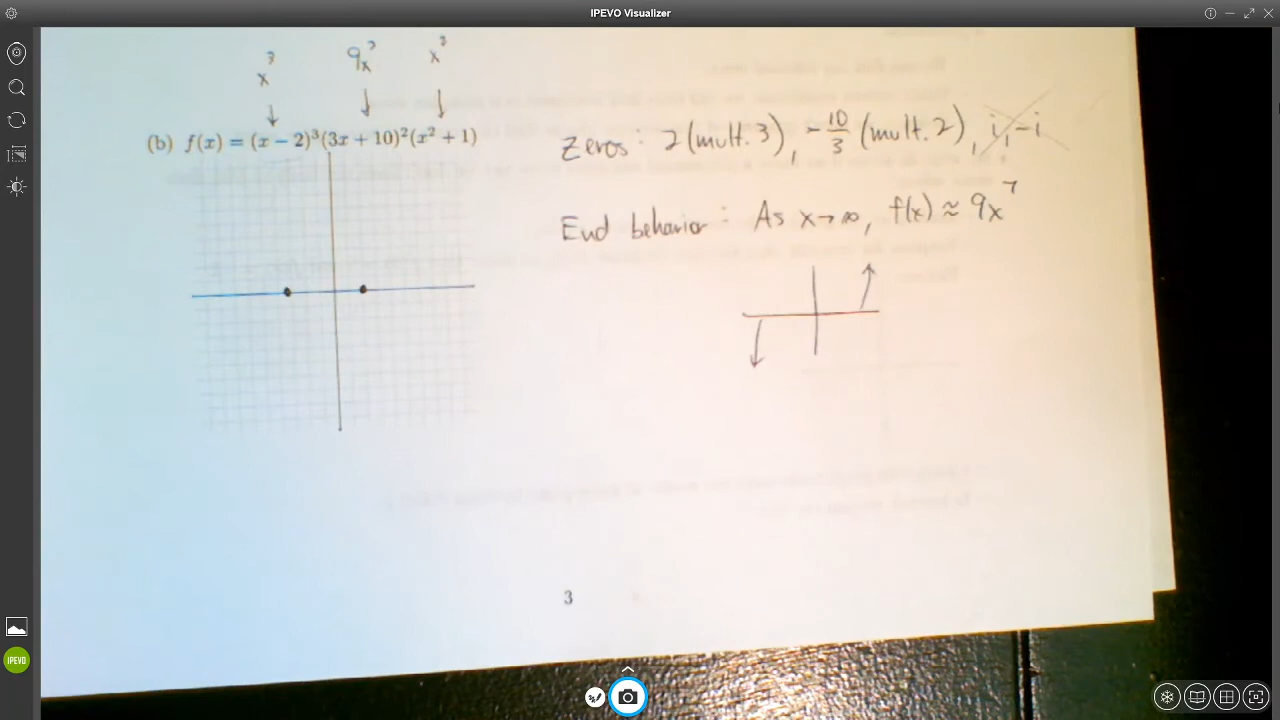 IPEVO Visualizer
x³ 9x² x²
(b) f(x) = (x − 2)³(3x + 10)²(x² + 1)
Zeros: 2 (mult. 3), −10/3 (mult. 2), i, −i
End behavior: As x→∞, f(x) ≈ 9x⁷
3
IPEVO